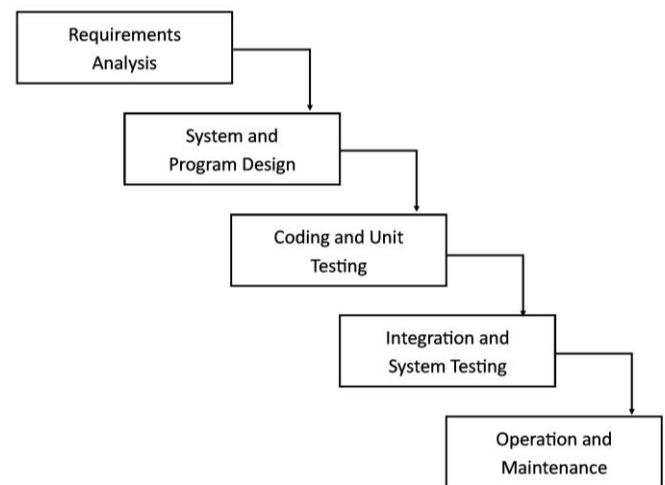 Requirements
Analysis
System and
Program Design
Coding and Unit
Testing
Integration and
System Testing
Operation and
Maintenance